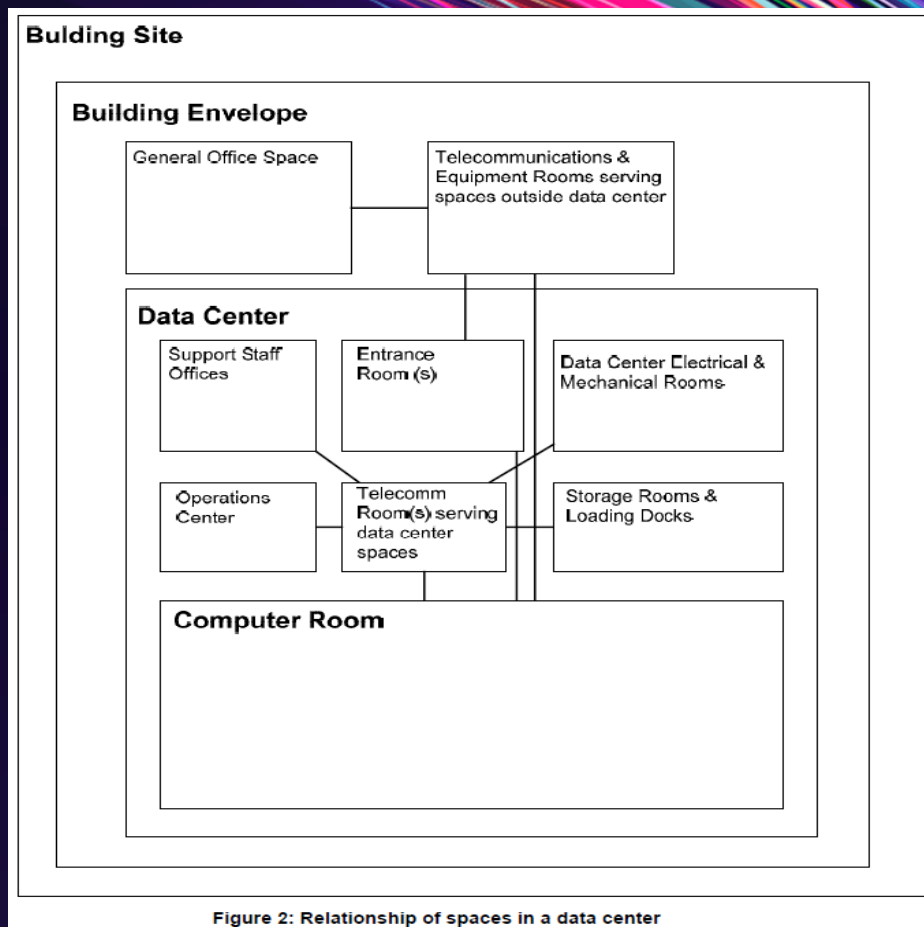 Bulding Site
Building Envelope
General Office Space
Telecommunications &
Equipment Rooms serving
spaces outside data center
Data Center
Support Staff
Offices
Entrance
Room (s)
Data Center Electrical &
Mechanical Rooms
Operations
Center
Telecomm
Room(s) serving
data center
spaces
Storage Rooms &
Loading Docks
Computer Room
Figure 2: Relationship of spaces in a data center